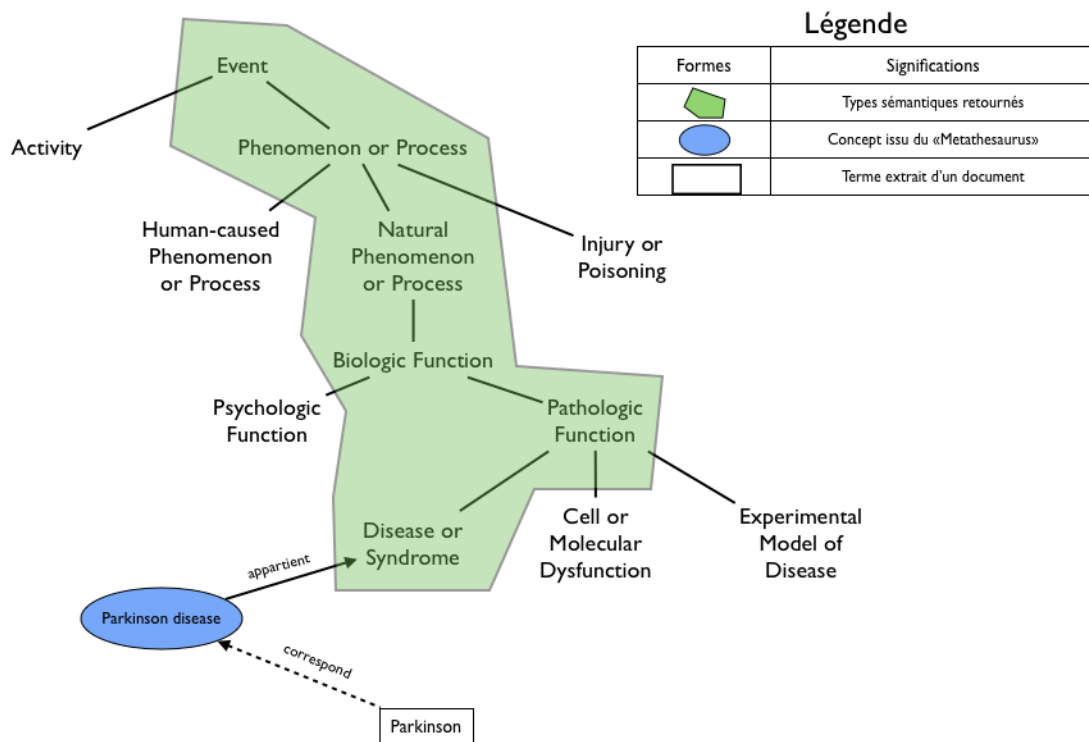 Légende
Formes
Significations
Types sémantiques retournés
Concept issu du «Metathesaurus»
Terme extrait d'un document
Event
Activity
Phenomenon or Process
Human-caused
Phenomenon
or Process
Natural
Phenomenon
or Process
Injury or
Poisoning
Biologic Function
Psychologic
Function
Pathologic
Function
Disease or
Syndrome
Cell or
Molecular
Dysfunction
Experimental
Model of
Disease
appartient
Parkinson disease
correspond
Parkinson